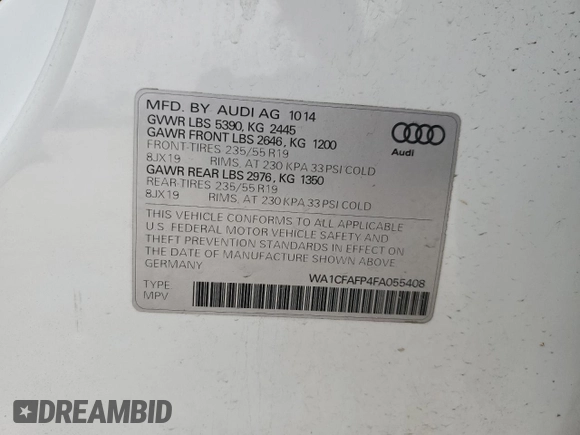 MFD. BY AUDI AG 10 14
GVWR LBS 5390, KG 2445
GAWR FRONT LBS 2646, KG 1200
FRONT-TIRES 235/55 R19
8JX19 RIMS, AT 230 KPA 33 PSI COLD
GAWR REAR LBS 2976, KG 1350
REAR-TIRES 235/55 R19
8JX19 RIMS, AT 230 KPA 33 PSI COLD
Audi
THIS VEHICLE CONFORMS TO ALL APPLICABLE
U.S. FEDERAL MOTOR VEHICLE SAFETY AND
THEFT PREVENTION STANDARDS IN EFFECT ON
THE DATE OF MANUFACTURE SHOWN ABOVE
GERMANY.
WA1CFAFP4FA055408
TYPE
MPV
DREAMBID